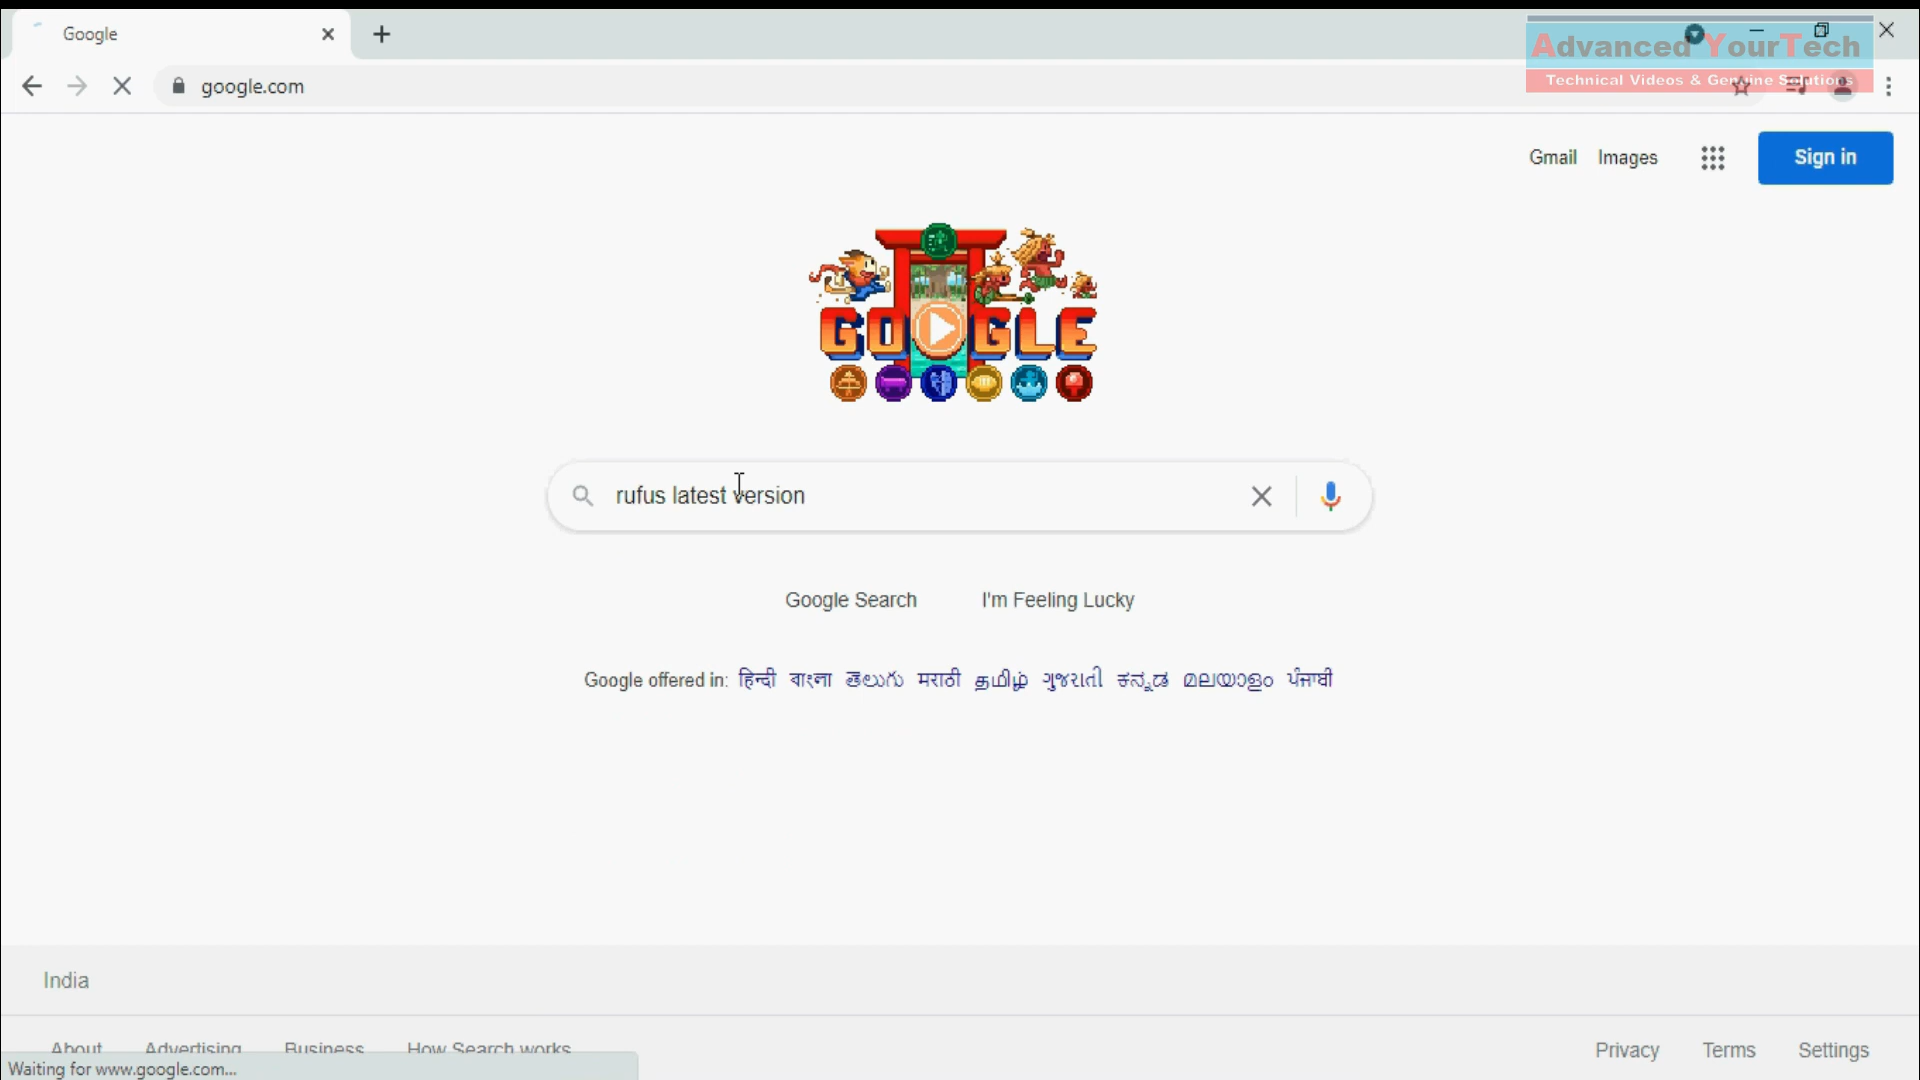 Google
Advanced YourTech
google.com
Technical Videos & Genuine Solutions
Gmail Images Sign in
GOOGLE
rufus latest version
Google Search I'm Feeling Lucky
Google offered in: हिन्दी বাংলা తెలుగు मराठी தமிழ் ગુજરાતી ಕನ್ನಡ മലയാളം ਪੰਜਾਬੀ
India
About Advertising Business How Search works Privacy Terms Settings
Waiting for www.google.com...